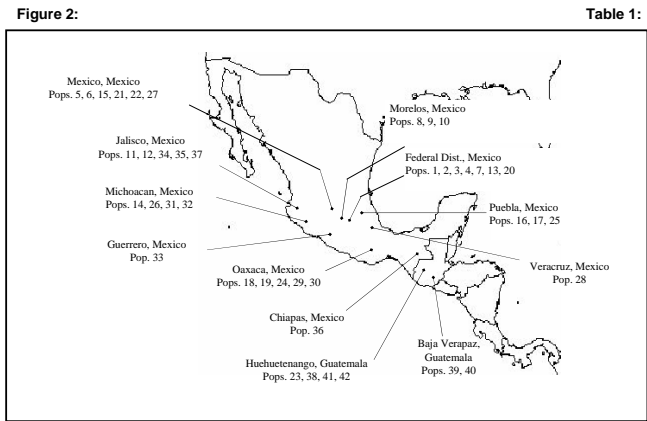 Figure 2:
Table 1:
Mexico, Mexico
Pops. 5, 6, 15, 21, 22, 27
Morelos, Mexico
Pops. 8, 9, 10
Jalisco, Mexico
Pops. 11, 12, 34, 35, 37
Federal Dist., Mexico
Pops. 1, 2, 3, 4, 7, 13, 20
Michoacan, Mexico
Pops. 14, 26, 31, 32
Puebla, Mexico
Pops. 16, 17, 25
Guerrero, Mexico
Pop. 33
Veracruz, Mexico
Pop. 28
Oaxaca, Mexico
Pops. 18, 19, 24, 29, 30
Chiapas, Mexico
Pop. 36
Baja Verapaz,
Guatemala
Pops. 39, 40
Huehuetenango, Guatemala
Pops. 23, 38, 41, 42